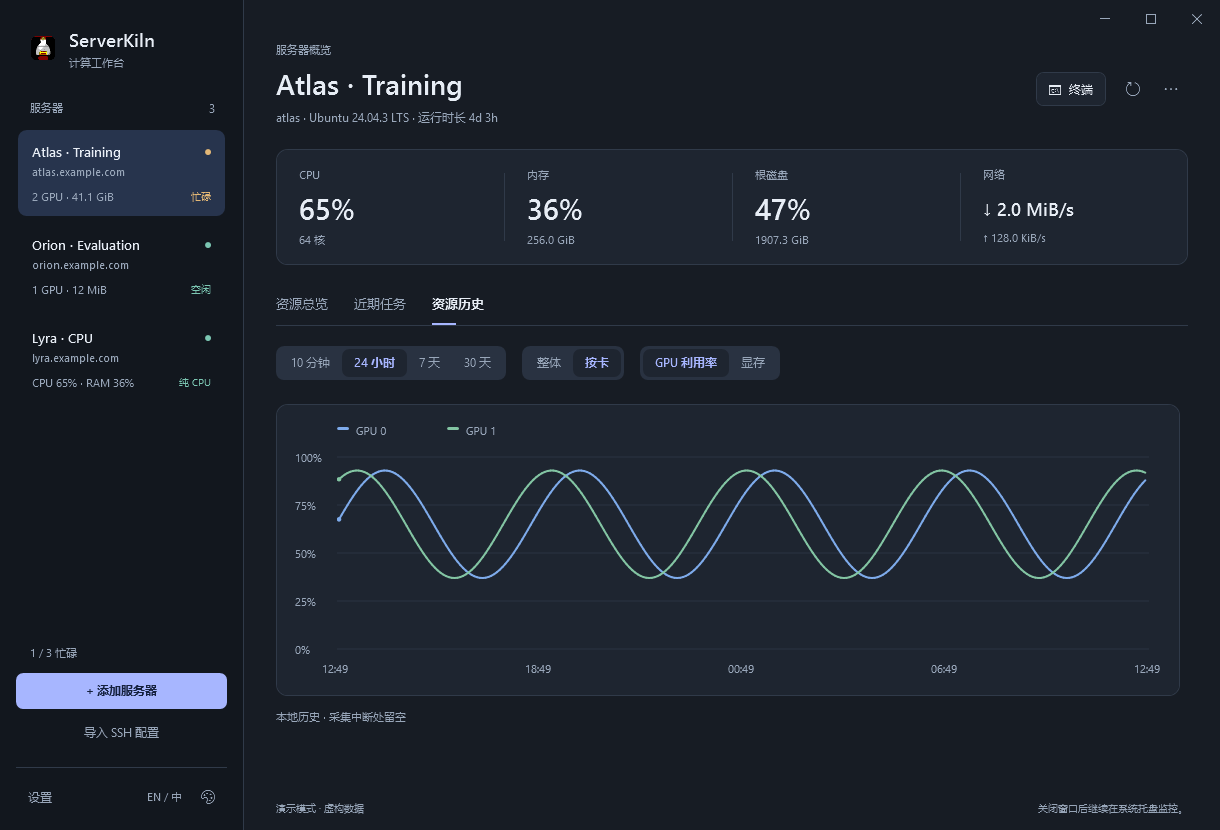 ServerKiln
计算工作台
服务器 3
Atlas · Training
atlas.example.com
2 GPU · 41.1 GiB 忙碌
Orion · Evaluation
orion.example.com
1 GPU · 12 MiB 空闲
Lyra · CPU
lyra.example.com
CPU 65% · RAM 36% 纯 CPU
1 / 3 忙碌
+ 添加服务器
导入 SSH 配置
设置 EN / 中
服务器概览
Atlas · Training
atlas · Ubuntu 24.04.3 LTS · 运行时长 4d 3h
终端
CPU
65%
64 核
内存
36%
256.0 GiB
根磁盘
47%
1907.3 GiB
网络
↓ 2.0 MiB/s
↑ 128.0 KiB/s
资源总览 近期任务 资源历史
10 分钟 24 小时 7 天 30 天 整体 按卡 GPU 利用率 显存
GPU 0 GPU 1
100%
75%
50%
25%
0%
12:49 18:49 00:49 06:49 12:49
本地历史 · 采集中断处留空
演示模式 · 虚构数据 关闭窗口后继续在系统托盘监控。